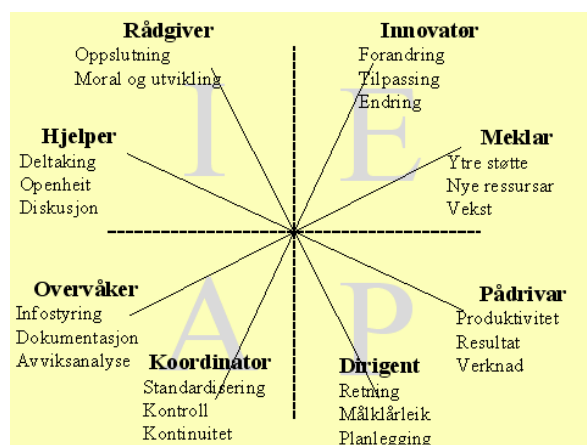 Rådgiver
Oppslutning
Moral og utvikling
Innovatør
Forandring
Tilpassing
Endring
I
E
Hjelper
Deltaking
Openheit
Diskusjon
Meklar
Ytre støtte
Nye ressursar
Vekst
Overvåker
Infostyring
Dokumentasjon
Avviksanalyse
A
P
Pådrivar
Produktivitet
Resultat
Verknad
Koordinator
Standardisering
Kontroll
Kontinuitet
Dirigent
Retning
Målklårleik
Planlegging